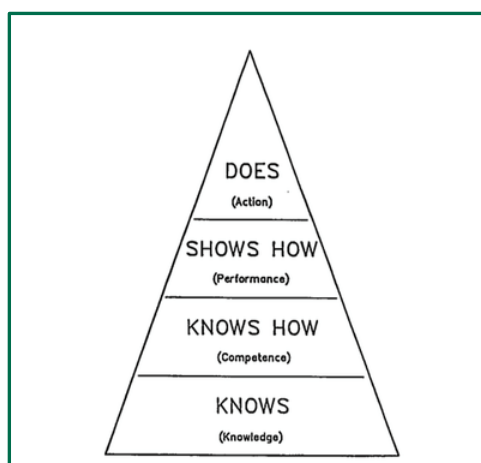 DOES
(Action)
SHOWS HOW
(Performance)
KNOWS HOW
(Competence)
KNOWS
(Knowledge)